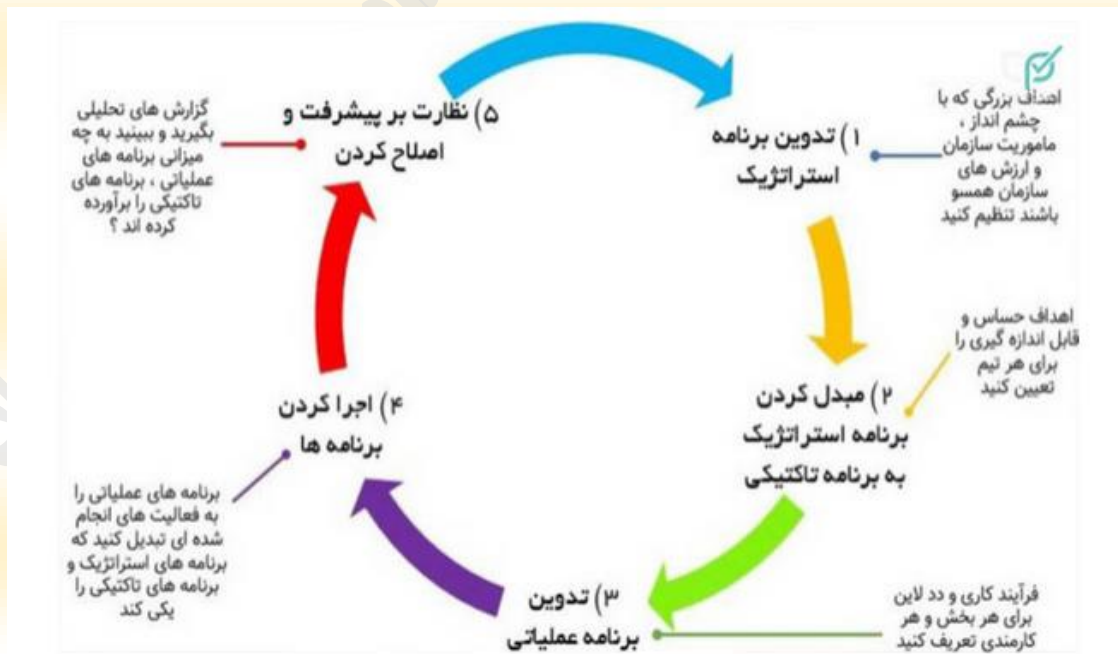 ۱) تدوین برنامه
استراتژیک
اهداف بزرگی که با
چشم انداز ،
ماموریت سازمان
و ارزش های
سازمان همسو
باشند تنظیم کنید
۲) مبدل کردن
برنامه استراتژیک
به برنامه تاکتیکی
اهداف حساس و
قابل اندازه گیری را
برای هر تیم
تعیین کنید
۳) تدوین
برنامه عملیاتی
فرآیند کاری و دد لاین
برای هر بخش و هر
کارمندی تعریف کنید
۴) اجرا کردن
برنامه ها
برنامه های عملیاتی را
به فعالیت های انجام
شده ای تبدیل کنید که
برنامه های استراتژیک و
برنامه های تاکتیکی را
یکی کند
۵) نظارت بر پیشرفت و
اصلاح کردن
گزارش های تحلیلی
بگیرید و ببینید به چه
میزانی برنامه های
عملیاتی ، برنامه های
تاکتیکی را برآورده
کرده اند ؟